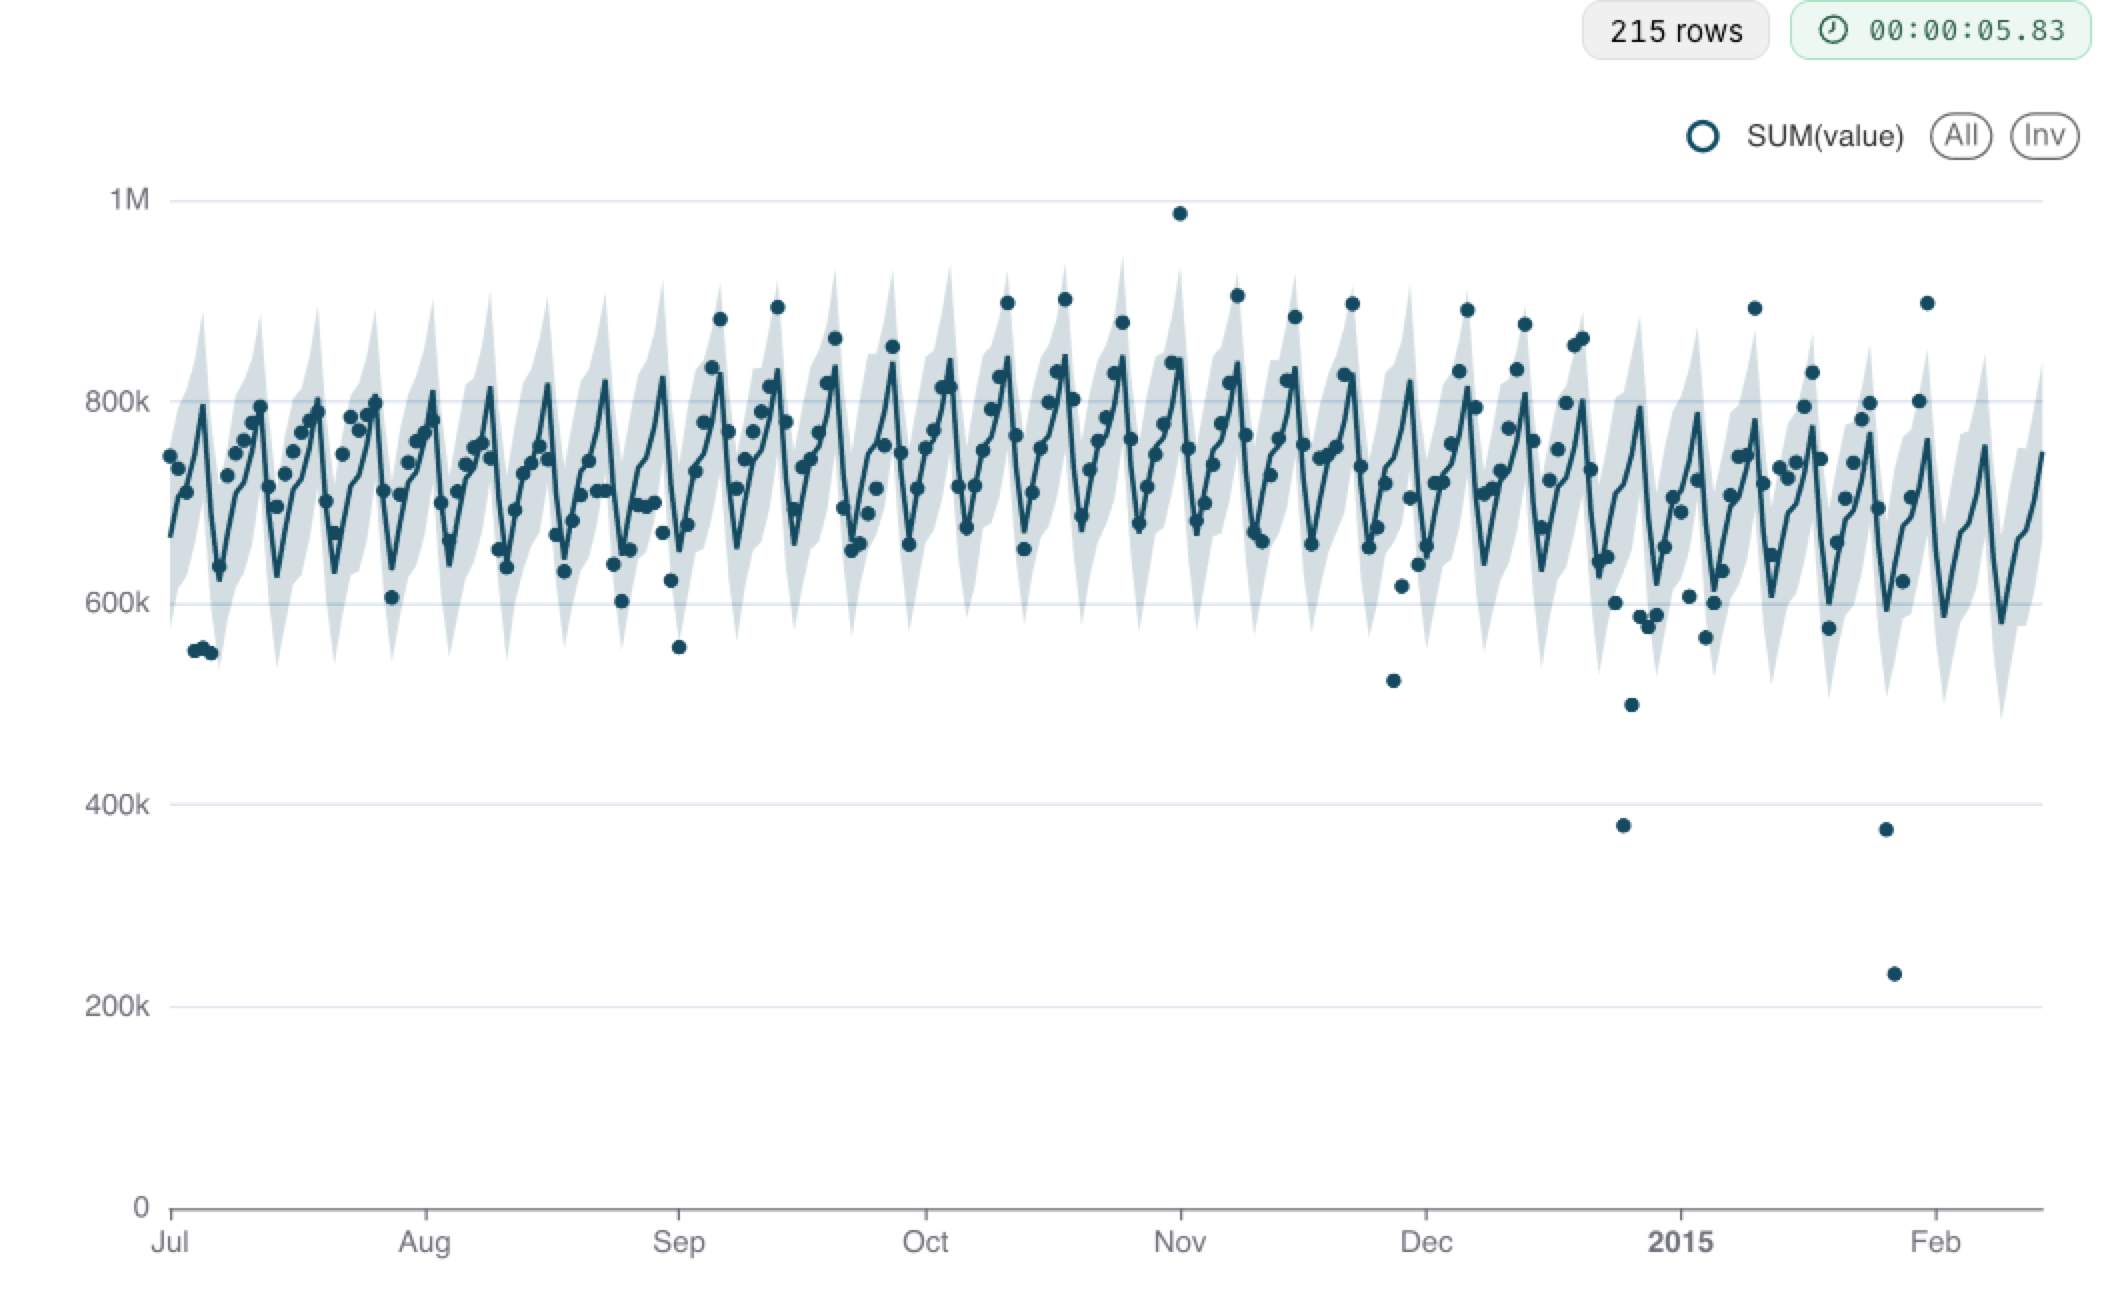 215 rows 00:00:05.83
SUM(value) All Inv
1M
800k
600k
400k
200k
0
Jul Aug Sep Oct Nov Dec 2015 Feb